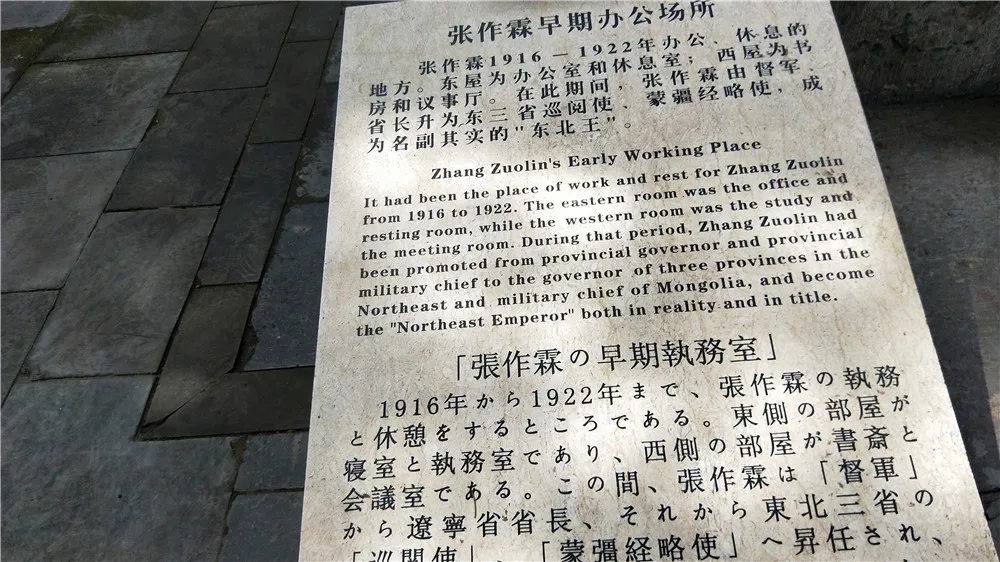 张作霖早期办公场所
张作霖1916－1922年办公、休息的
地方。东屋为办公室和休息室；西屋为书
房和议事厅。在此期间，张作霖由督军、
省长升为东三省巡阅使、蒙疆经略使，成
为名副其实的"东北王"。
Zhang Zuolin's Early Working Place
It had been the place of work and rest for Zhang Zuolin
from 1916 to 1922. The eastern room was the office and
resting room, while the western room was the study and
the meeting room. During that period, Zhang Zuolin had
been promoted from provincial governor and provincial
military chief to the governor of three provinces in the
Northeast and military chief of Mongolia, and become
the "Northeast Emperor" both in reality and in title.
「張作霖の早期執務室」
1916年から1922年まで、張作霖の執務
と休憩をするところである。東側の部屋が
寝室と執務室であり、西側の部屋が書斎と
会議室である。この間、張作霖は「督軍」
から遼寧省省長、それから東北三省の
「巡閲使」、「蒙彊経略使」へ昇任され、